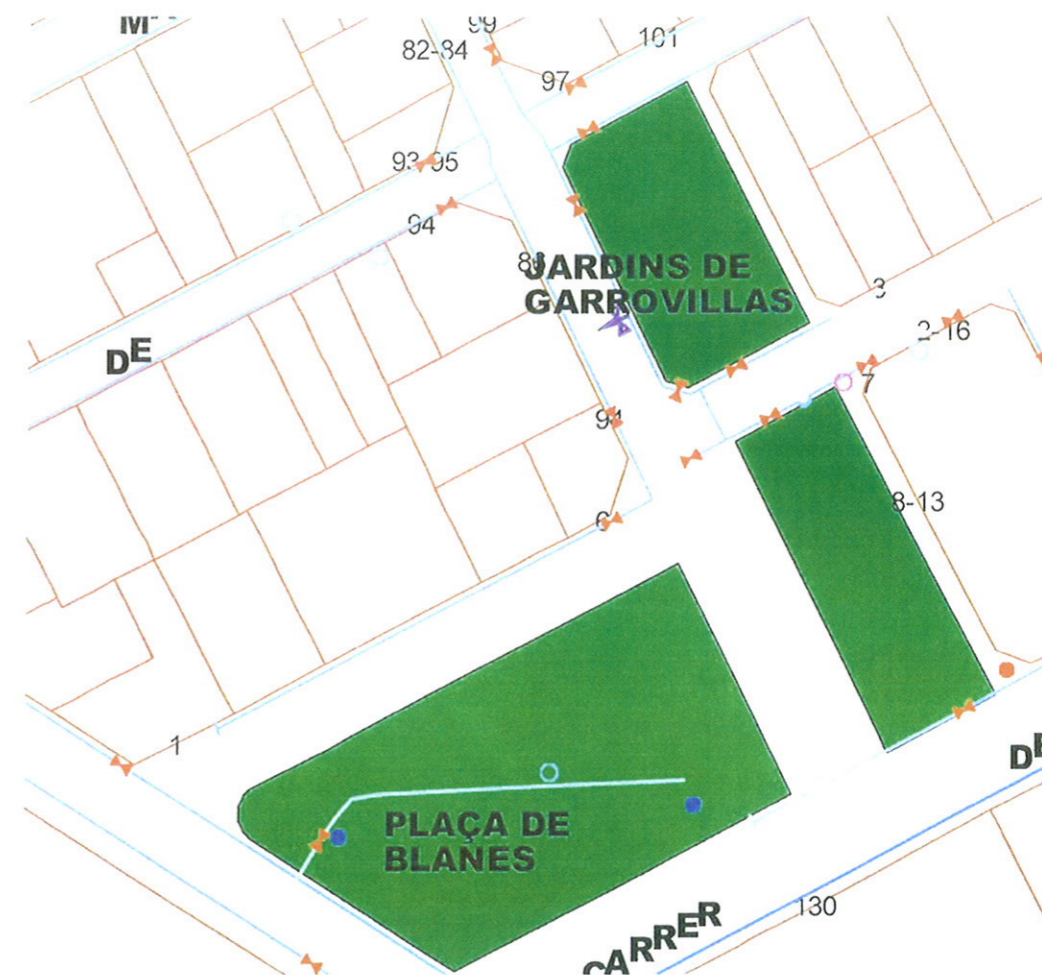 99
82-84
101
97
93-95
94
JARDINS DE
GARROVILLAS
3
2-16
DE
7
91
8-13
6
1
DE
PLAÇA DE
BLANES
130
CARRER